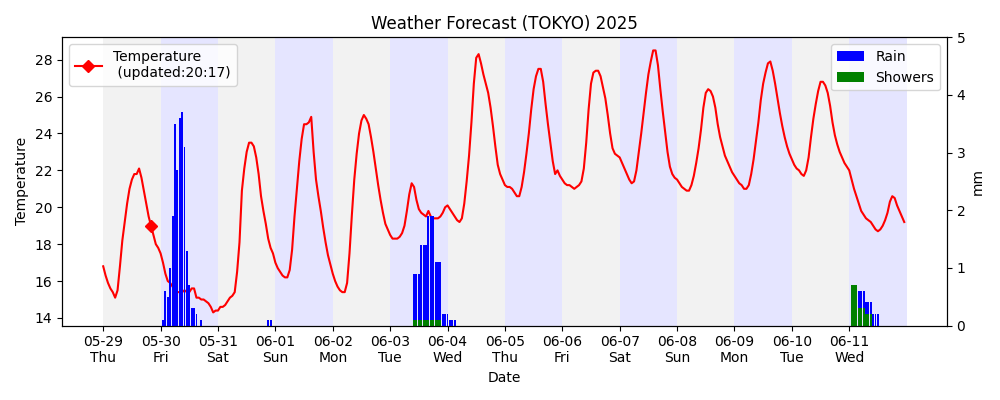 Weather Forecast (TOKYO) 2025
Temperature
(updated:20:17)
Rain
Showers
28
26
24
22
20
18
16
14
Temperature
5
4
3
2
1
0
mm
05-29 05-30 05-31 06-01 06-02 06-03 06-04 06-05 06-06 06-07 06-08 06-09 06-10 06-11
Thu Fri Sat Sun Mon Tue Wed Thu Fri Sat Sun Mon Tue Wed
Date